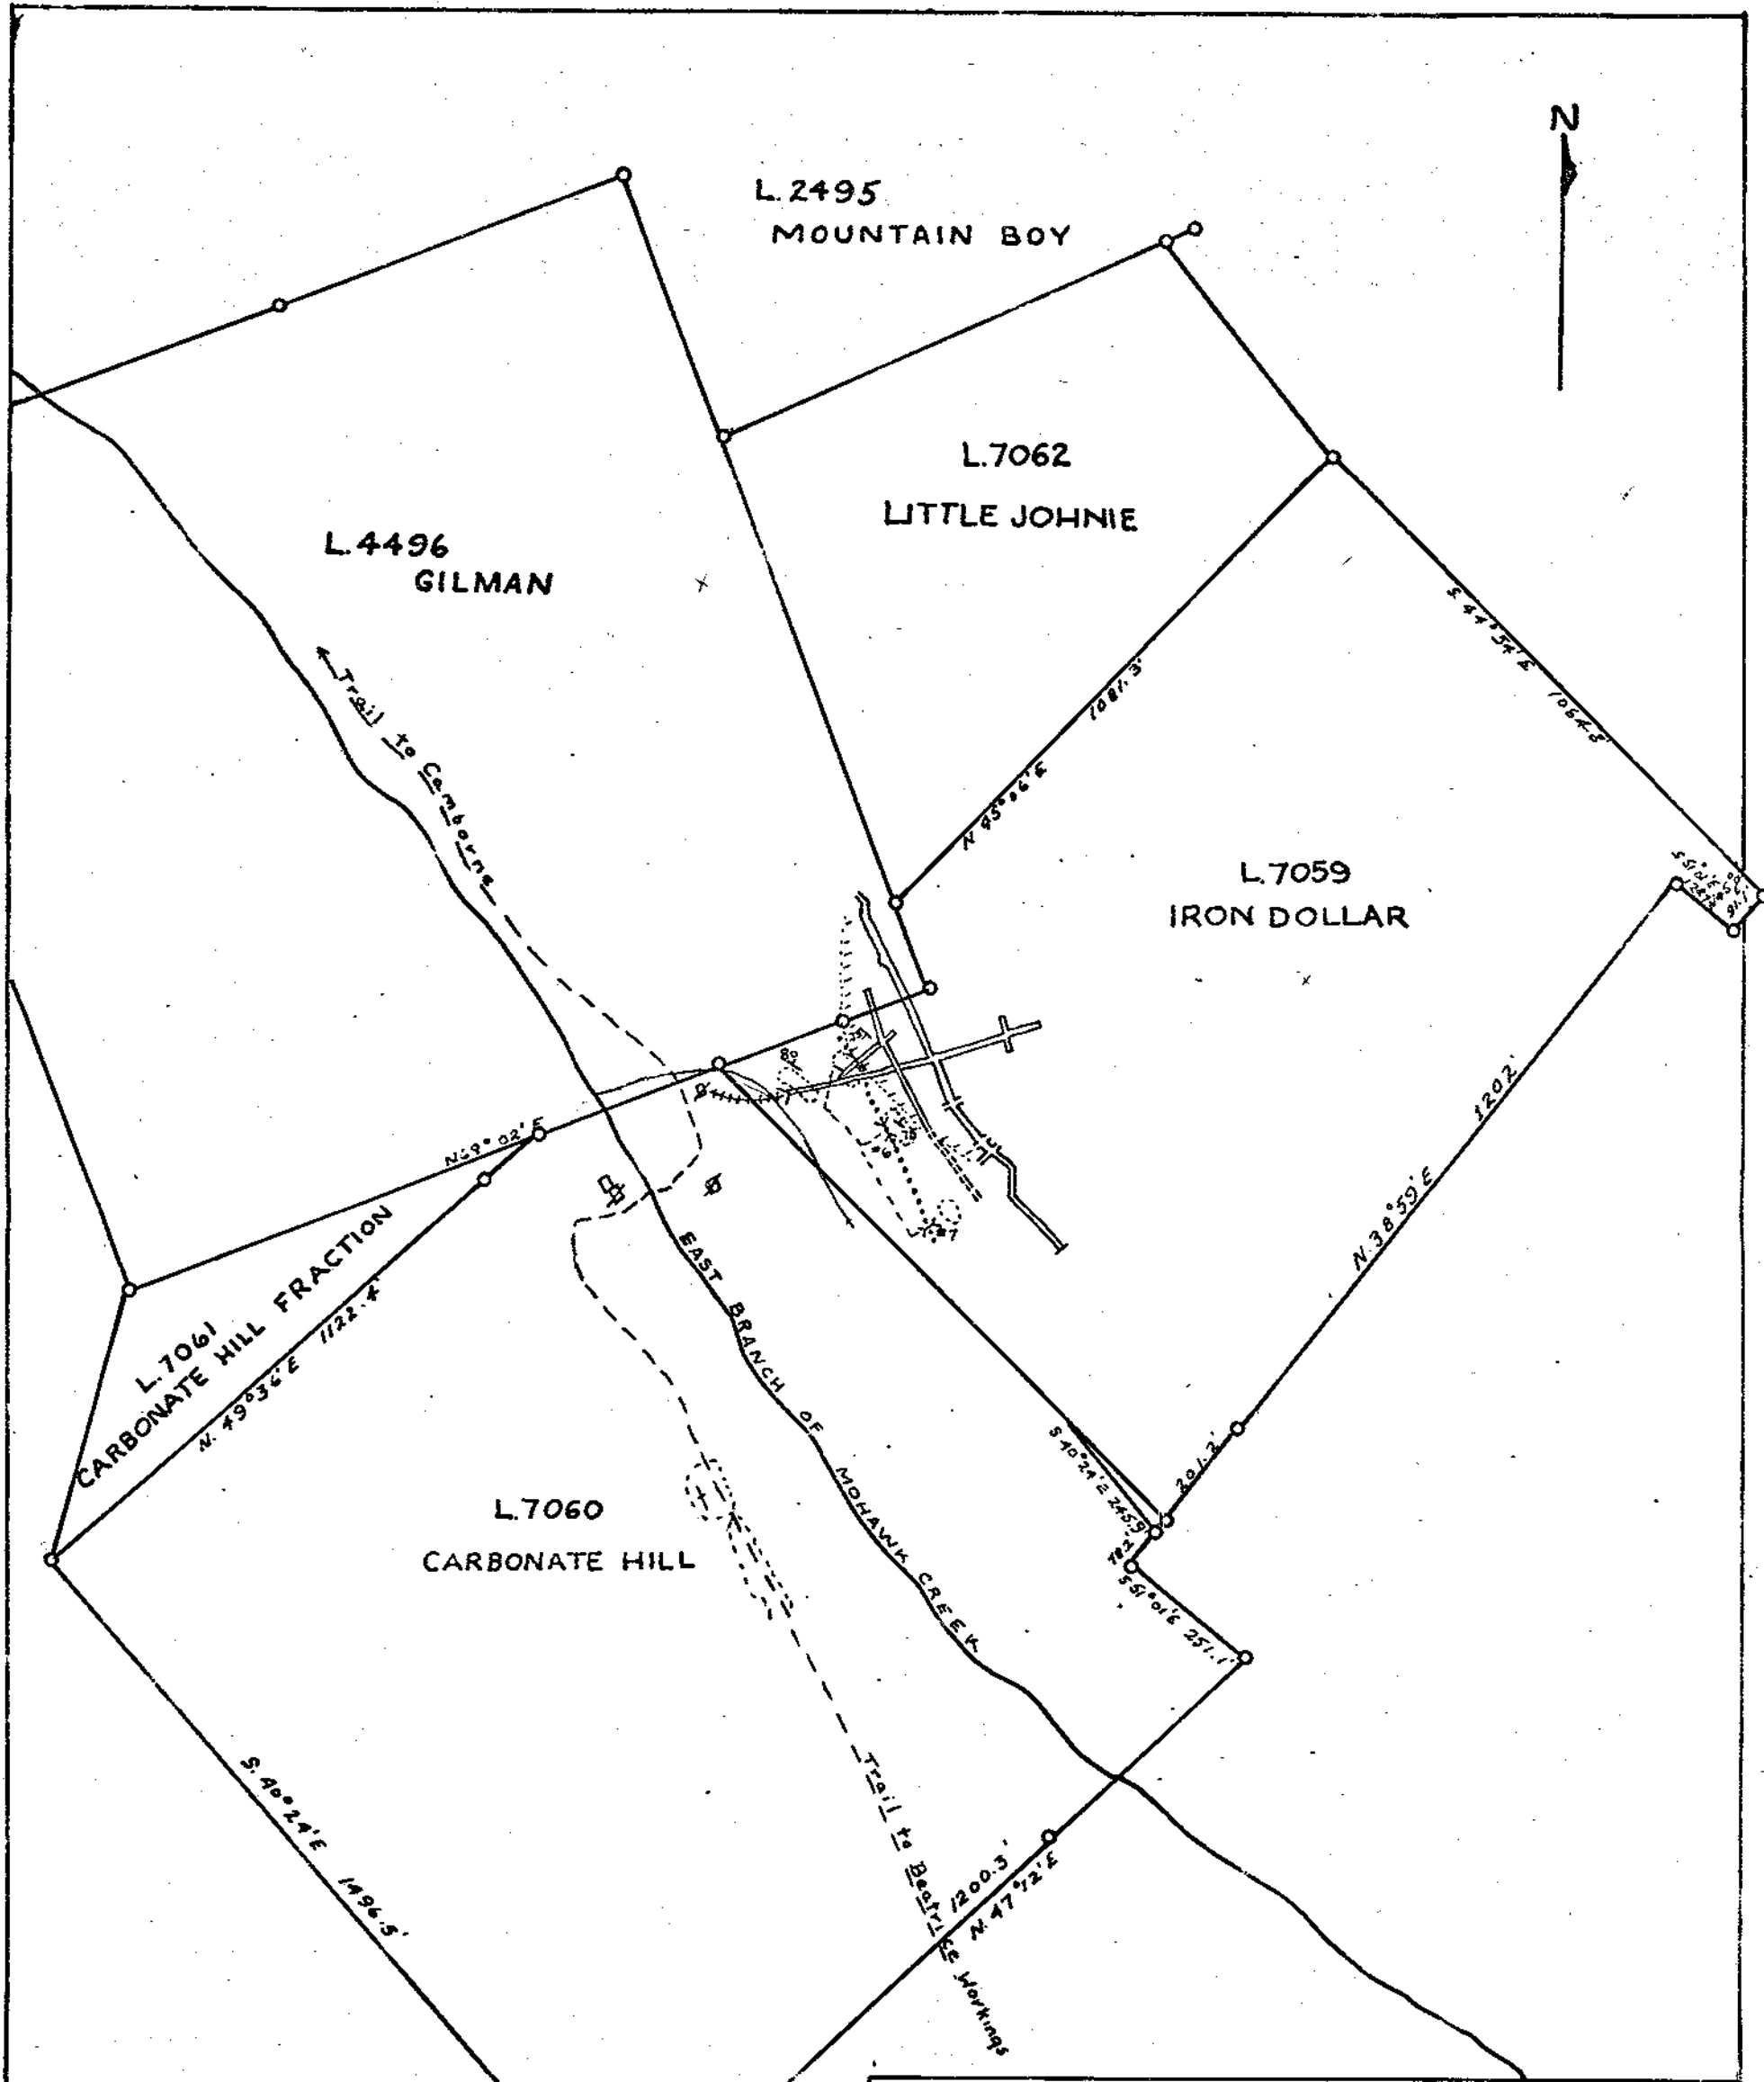 N
L.2495
MOUNTAIN BOY
L.7062
LITTLE JOHNIE
L.4496
GILMAN
S 44°54'E 1064.8'
Trail to Camborne
1081.3'
N 45°06'E
L.7059
IRON DOLLAR
N69°02'E
1202'
N.38°59'E
EAST BRANCH OF MOHAWK CREEK
L.7061
CARBONATE HILL FRACTION
N. 49°36'E 1122.4'
S 40°24'E 245.9'
201.2'
L.7060
CARBONATE HILL
S 51°01'E 251.1'
S. 40°24'E 1496.5'
Trail to Beatrice Workings
1200.3'
N. 47°12'E